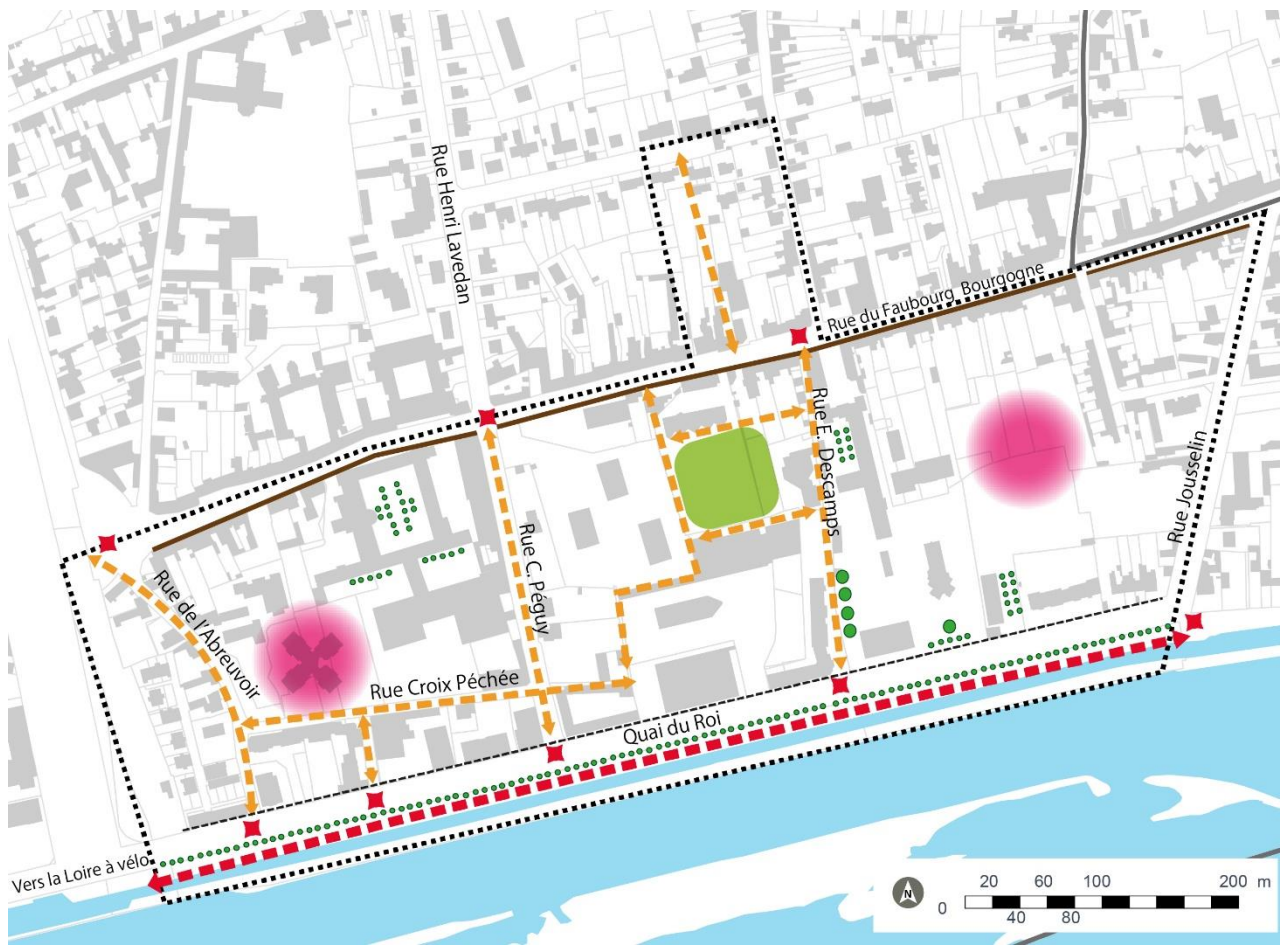 Rue Henri Lavedan
Rue du Faubourg Bourgogne
Rue E. Descamps
Rue Jousselin
Rue C. Péguy
Rue de l'Abreuvoir
Rue Croix Péchée
Quai du Roi
Vers la Loire à vélo
N
20 60 100 200 m
0
40 80